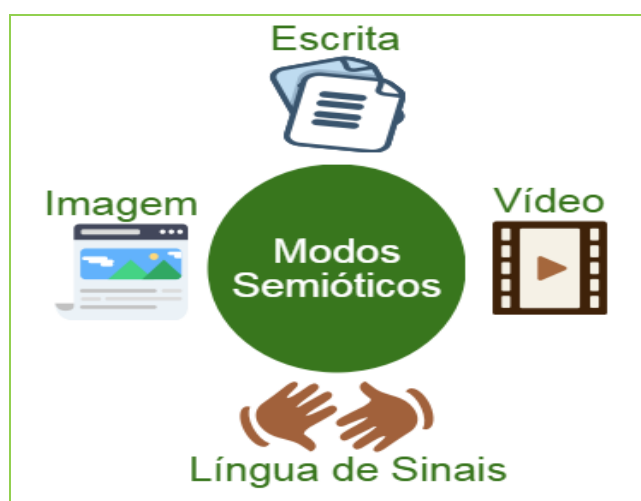 Escrita
Imagem
Vídeo
Modos
Semióticos
Língua de Sinais